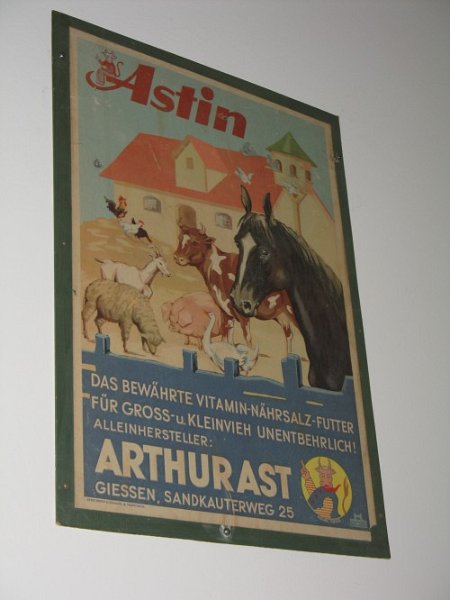 Astin
DAS BEWÄHRTE VITAMIN-NÄHRSALZ-FUTTER
FÜR GROSS-u. KLEINVIEH UNENTBEHRLICH!
ALLEINHERSTELLER:
ARTHUR AST
GIESSEN, SANDKAUTERWEG 25